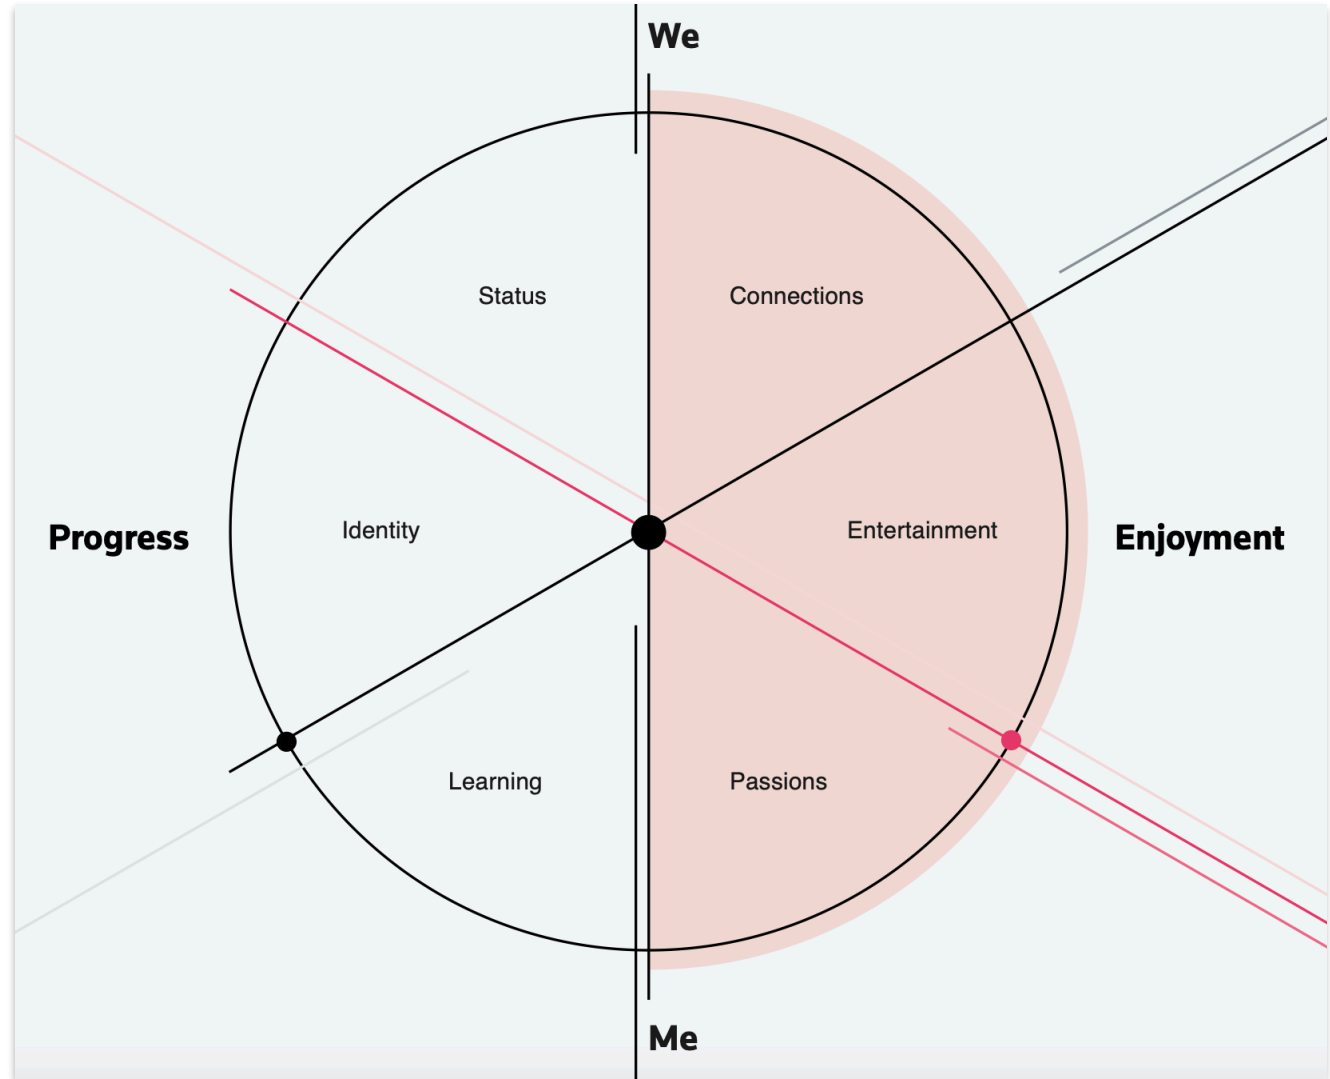 We
Status
Connections
Progress
Identity
Entertainment
Enjoyment
Learning
Passions
Me